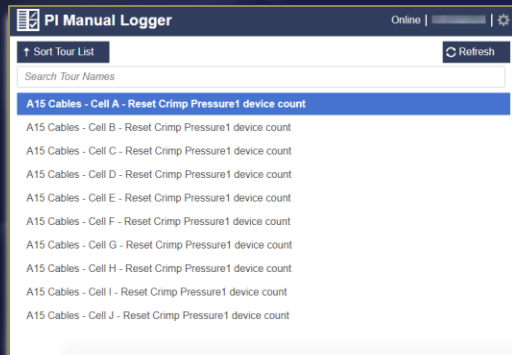 PI Manual Logger
Online | | 
↑ Sort Tour List
Refresh
Search Tour Names
A15 Cables - Cell A - Reset Crimp Pressure1 device count
A15 Cables - Cell B - Reset Crimp Pressure1 device count
A15 Cables - Cell C - Reset Crimp Pressure1 device count
A15 Cables - Cell D - Reset Crimp Pressure1 device count
A15 Cables - Cell E - Reset Crimp Pressure1 device count
A15 Cables - Cell F - Reset Crimp Pressure1 device count
A15 Cables - Cell G - Reset Crimp Pressure1 device count
A15 Cables - Cell H - Reset Crimp Pressure1 device count
A15 Cables - Cell I - Reset Crimp Pressure1 device count
A15 Cables - Cell J - Reset Crimp Pressure1 device count